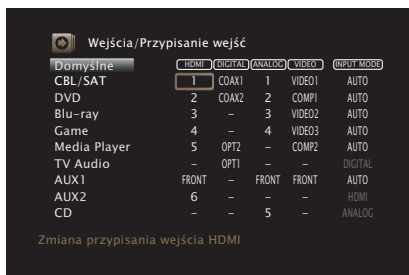 Wejścia/Przypisanie wejść
Domyślne HDMI DIGITAL ANALOG VIDEO INPUT MODE
CBL/SAT 1 COAX1 1 VIDEO1 AUTO
DVD 2 COAX2 2 COMP1 AUTO
Blu-ray 3 – 3 VIDEO2 AUTO
Game 4 – 4 VIDEO3 AUTO
Media Player 5 OPT2 – COMP2 AUTO
TV Audio – OPT1 – – DIGITAL
AUX1 FRONT – FRONT FRONT AUTO
AUX2 6 – – – HDMI
CD – – 5 – ANALOG
Zmiana przypisania wejścia HDMI